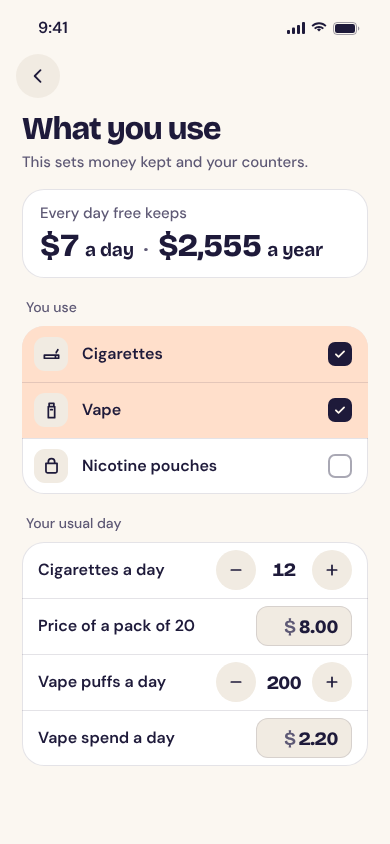 9:41
What you use
This sets money kept and your counters.
Every day free keeps
$7 a day · $2,555 a year
You use
Cigarettes
Vape
Nicotine pouches
Your usual day
Cigarettes a day − 12 +
Price of a pack of 20 $ 8.00
Vape puffs a day − 200 +
Vape spend a day $ 2.20